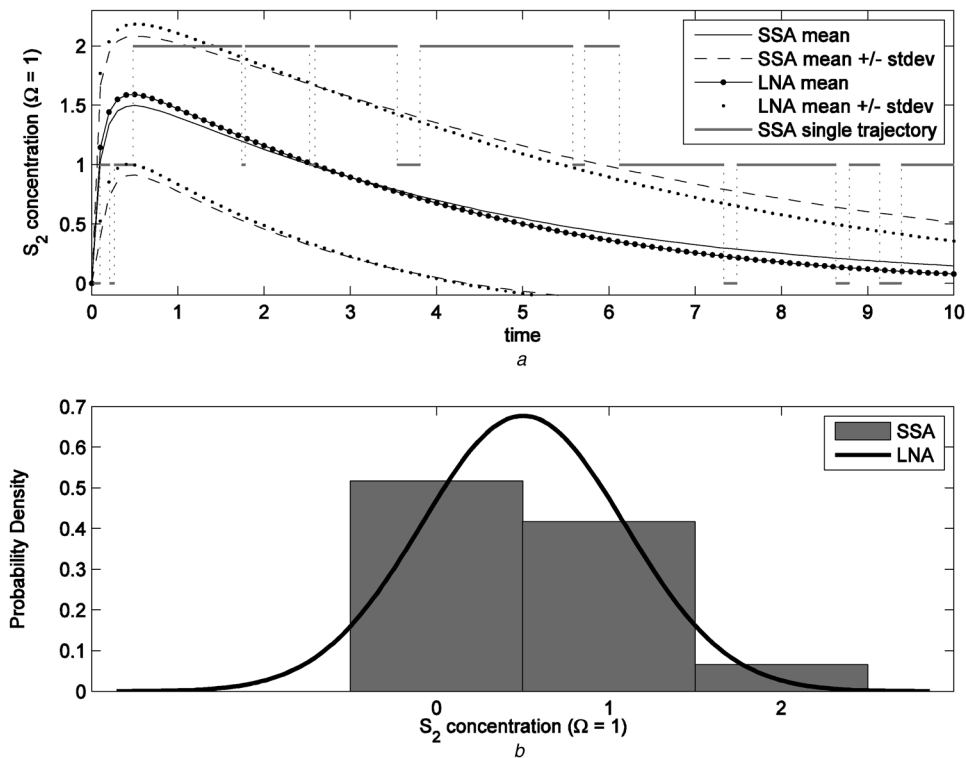 2
1.5
1
0.5
0
S2 concentration (Ω = 1)
SSA mean
SSA mean +/- stdev
LNA mean
LNA mean +/- stdev
SSA single trajectory
0 1 2 3 4 5 6 7 8 9 10
time
a
0.7
0.6
0.5
0.4
0.3
0.2
0.1
0
Probability Density
SSA
LNA
0 1 2
S2 concentration (Ω = 1)
b